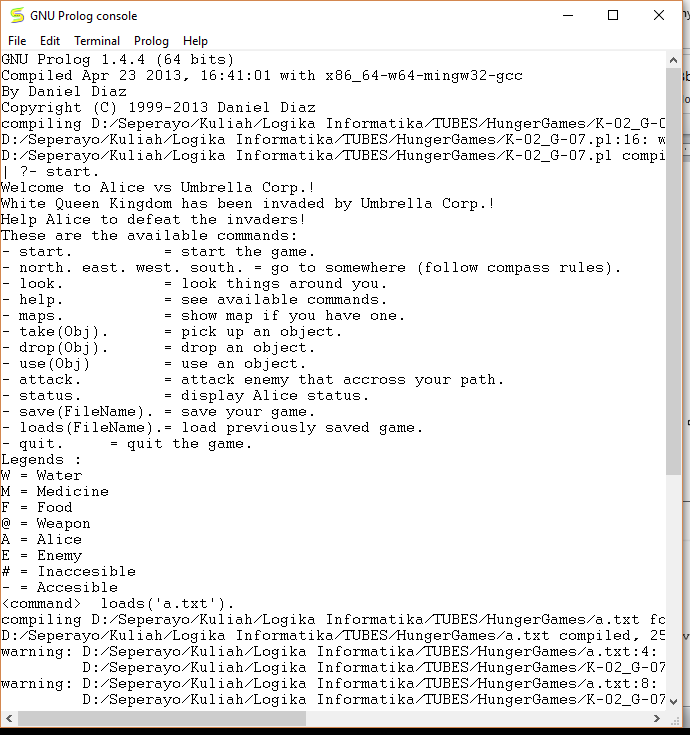 GNU Prolog console
File Edit Terminal Prolog Help
GNU Prolog 1.4.4 (64 bits)
Compiled Apr 23 2013, 16:41:01 with x86_64-w64-mingw32-gcc
By Daniel Diaz
Copyright (C) 1999-2013 Daniel Diaz
compiling D:/Seperayo/Kuliah/Logika Informatika/TUBES/HungerGames/K-02_G-0
D:/Seperayo/Kuliah/Logika Informatika/TUBES/HungerGames/K-02_G-07.pl:16: w
D:/Seperayo/Kuliah/Logika Informatika/TUBES/HungerGames/K-02_G-07.pl compi
| ?- start.
Welcome to Alice vs Umbrella Corp.!
White Queen Kingdom has been invaded by Umbrella Corp.!
Help Alice to defeat the invaders!
These are the available commands:
- start. = start the game.
- north. east. west. south. = go to somewhere (follow compass rules).
- look. = look things around you.
- help. = see available commands.
- maps. = show map if you have one.
- take(Obj). = pick up an object.
- drop(Obj). = drop an object.
- use(Obj) = use an object.
- attack. = attack enemy that accross your path.
- status. = display Alice status.
- save(FileName). = save your game.
- loads(FileName).= load previously saved game.
- quit. = quit the game.
Legends :
W = Water
M = Medicine
F = Food
@ = Weapon
A = Alice
E = Enemy
# = Inaccesible
- = Accesible
<command> loads('a.txt').
compiling D:/Seperayo/Kuliah/Logika Informatika/TUBES/HungerGames/a.txt fo
D:/Seperayo/Kuliah/Logika Informatika/TUBES/HungerGames/a.txt compiled, 25
warning: D:/Seperayo/Kuliah/Logika Informatika/TUBES/HungerGames/a.txt:4:
D:/Seperayo/Kuliah/Logika Informatika/TUBES/HungerGames/K-02_G-07
warning: D:/Seperayo/Kuliah/Logika Informatika/TUBES/HungerGames/a.txt:8:
D:/Seperayo/Kuliah/Logika Informatika/TUBES/HungerGames/K-02_G-07